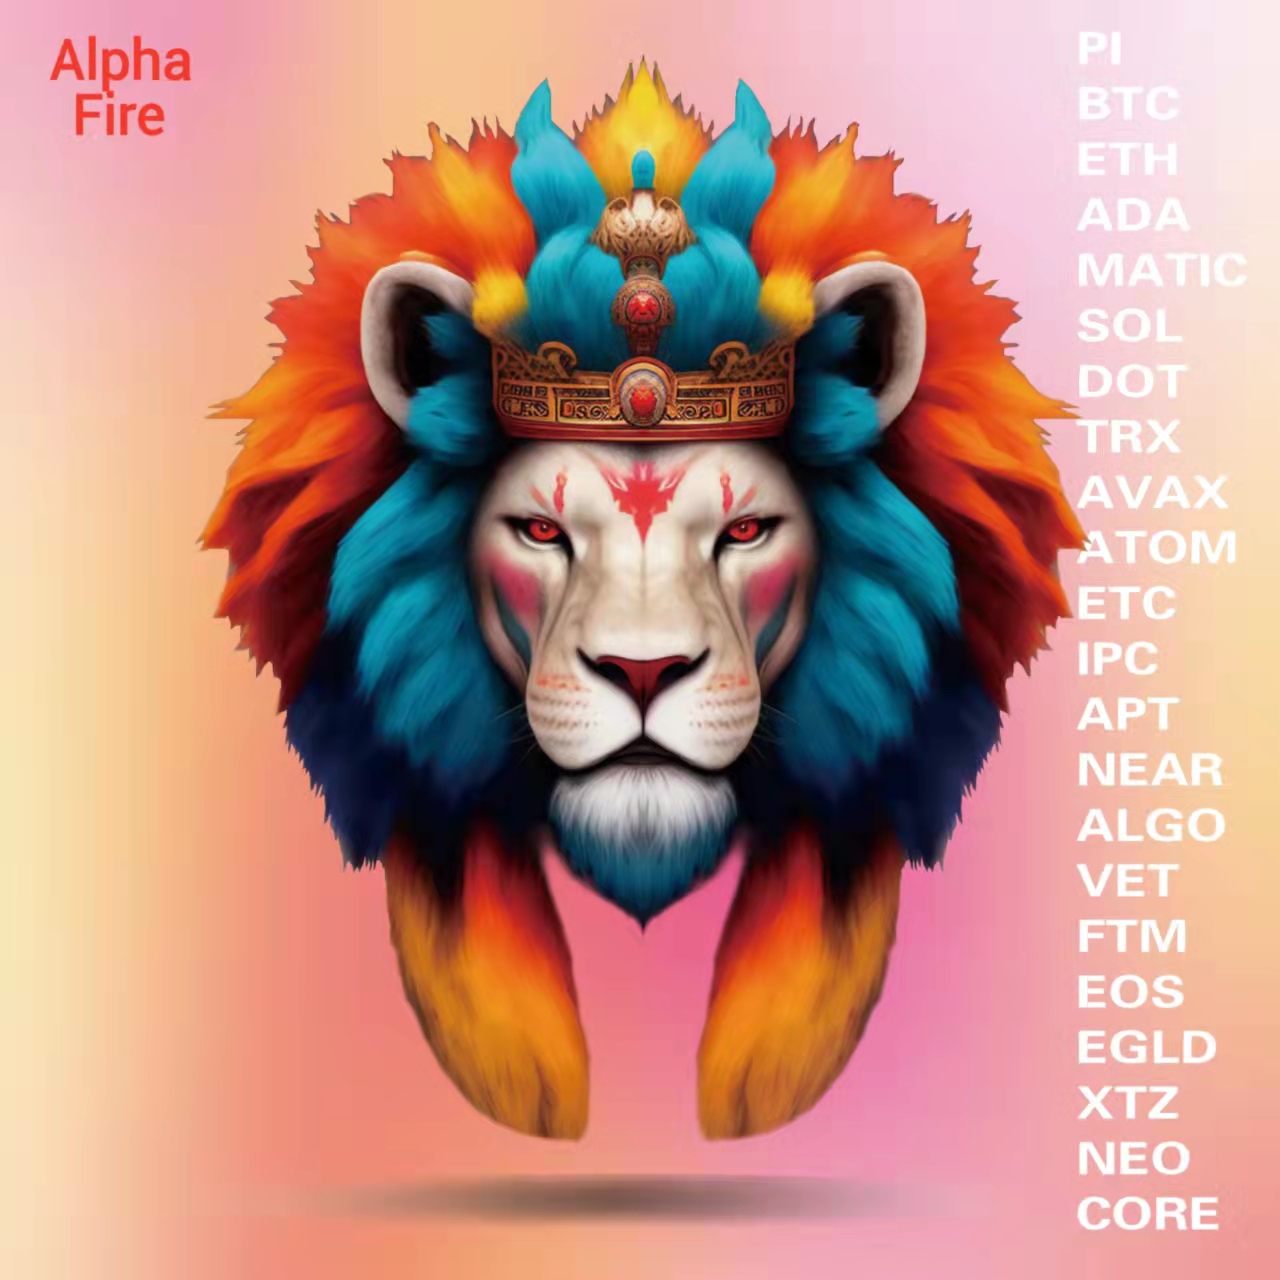 Alpha
Fire
PI
BTC
ETH
ADA
MATIC
SOL
DOT
TRX
AVAX
ATOM
ETC
IPC
APT
NEAR
ALGO
VET
FTM
EOS
EGLD
XTZ
NEO
CORE